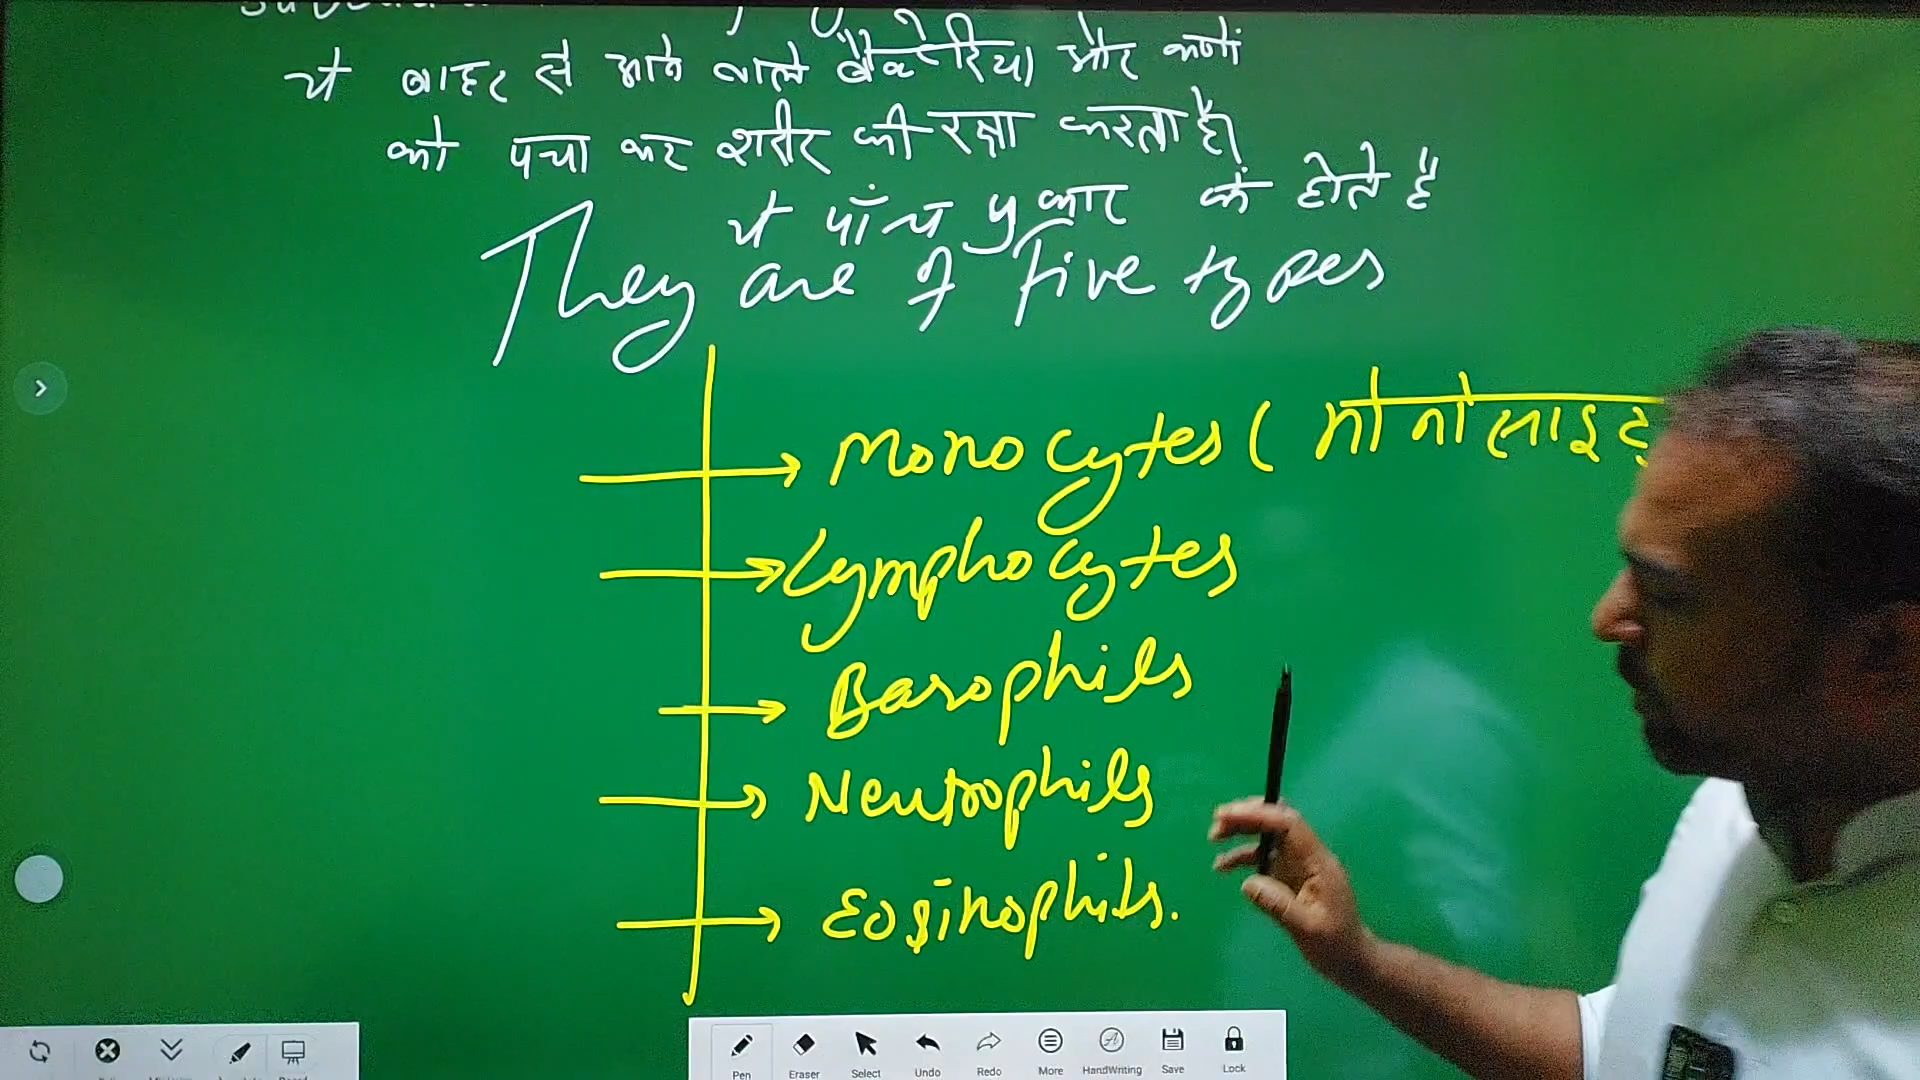 ये बाहर से आने वाले बैक्टेरिया और कणों
को पचा कर शरीर की रक्षा करता है।
ये पाँच प्रकार के होते है
They are of Five types
Monocytes ( मोनोसाइट्
Lymphocytes
Basophils
Neutrophils
Eosinophils.
Pen Eraser Select Undo Redo More HandWriting Save Lock